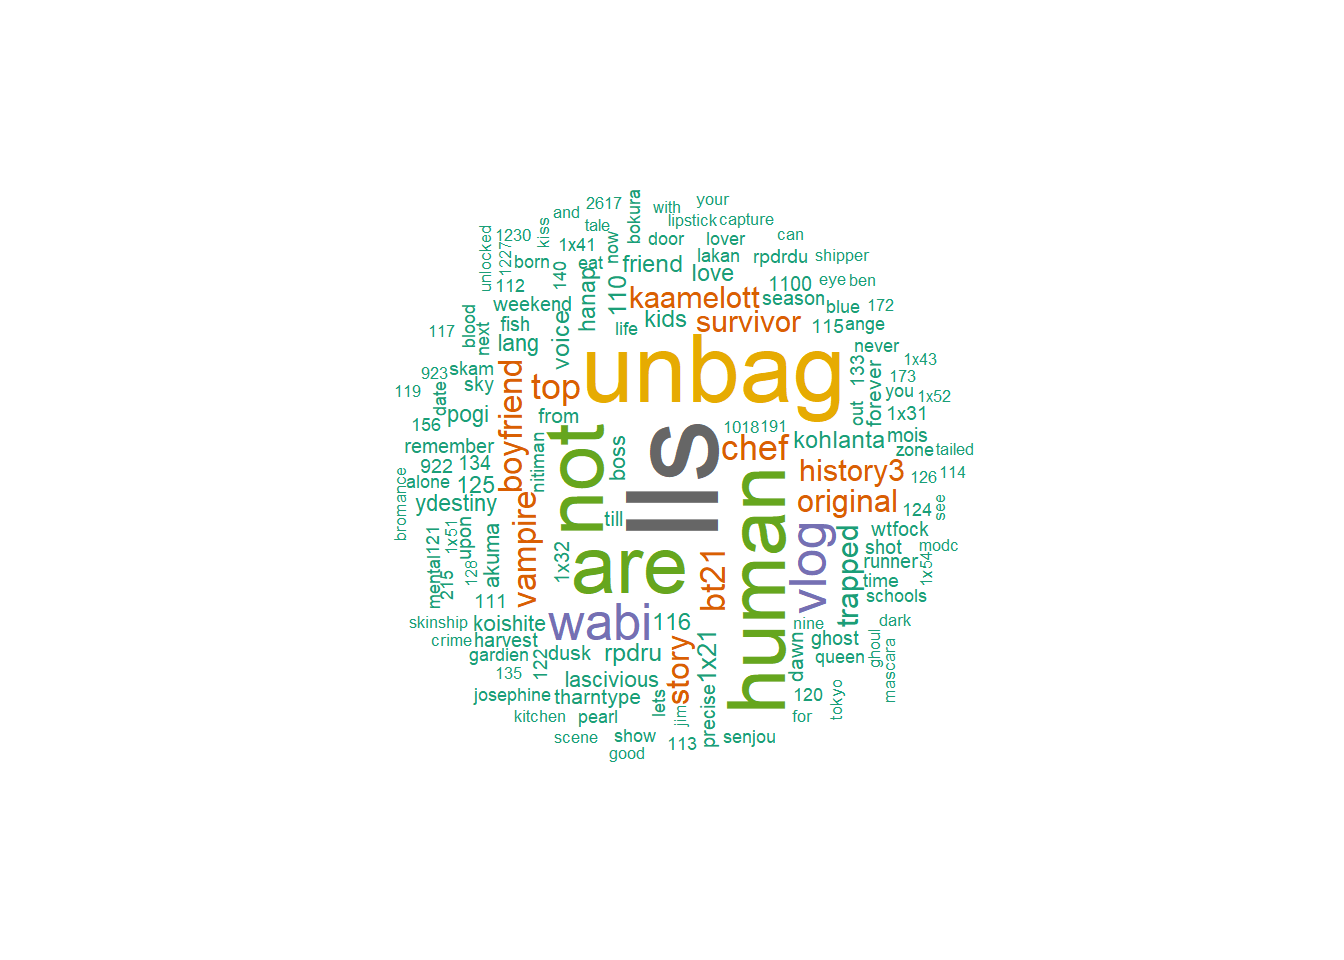 2617
with
your
and
lipstick
capture
tale
bokura
kiss
1230
now
door
lover
can
unlocked
1227
1x41
born
eat
friend
lakan
rpdrdu
shipper
140
hanap
love
112
110
kaamelott
1100
eye
ben
weekend
season
blue
172
117
blood
next
fish
voice
life
kids
survivor
115
ange
lang
unbag
never
923
skam
boyfriend
top
133
1x43
119
date
sky
173
forever
you
1x52
156
pogi
from
out
1x31
remember
not
lls
1018
191
chef
kohlanta
mois
zone
tailed
922
134
nitiman
boss
history3
126
114
alone
125
bromance
ydestiny
vampire
till
human
original
124
see
mental
121
1x51
upon
akuma
1x32
are
bt21
vlog
trapped
wtfock
shot
modc
215
128
runner
1x54
time
111
schools
skinship
koishite
wabi
116
nine
dark
crime
harvest
dawn
ghost
gardien
122
dusk
rpdru
story
1x21
queen
ghoul
135
lascivious
mascara
josephine
tharntype
lets
precise
120
tokyo
kitchen
pearl
jim
for
scene
show
113
senjou
good